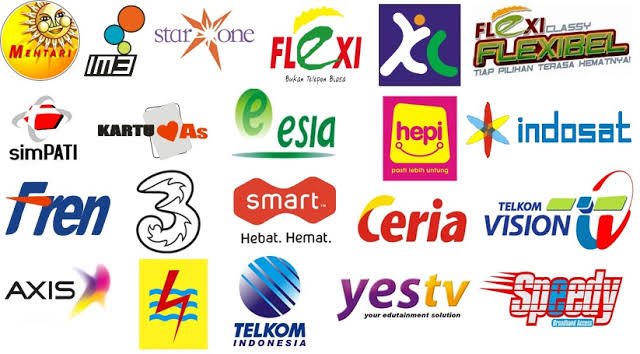 MENTARI
IM3
star one
FLEXI
Bukan Telepon Biasa
XL
FLEXI CLASSY
FLEXIBEL
TIAP PILIHAN TERASA HEMATNYA!
simPATI
KARTU As
e esia
hepi
pasti lebih untung
indosat
Fren
3
smart™
Hebat. Hemat.
Ceria
TELKOM
VISION tv
AXIS
TELKOM
INDONESIA
yestv
your edutainment solution
Speedy
Broadband Access